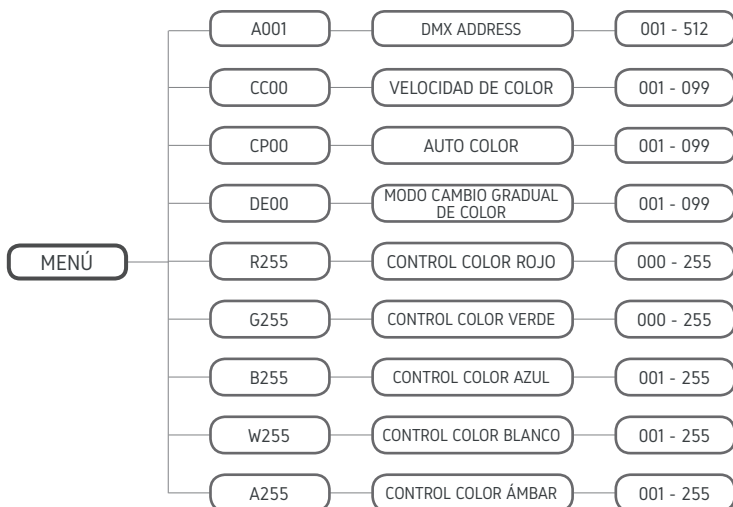 A001 DMX ADDRESS 001 - 512
CC00 VELOCIDAD DE COLOR 001 - 099
CP00 AUTO COLOR 001 - 099
DE00 MODO CAMBIO GRADUAL
DE COLOR 001 - 099
MENÚ
R255 CONTROL COLOR ROJO 000 - 255
G255 CONTROL COLOR VERDE 000 - 255
B255 CONTROL COLOR AZUL 001 - 255
W255 CONTROL COLOR BLANCO 001 - 255
A255 CONTROL COLOR ÁMBAR 001 - 255